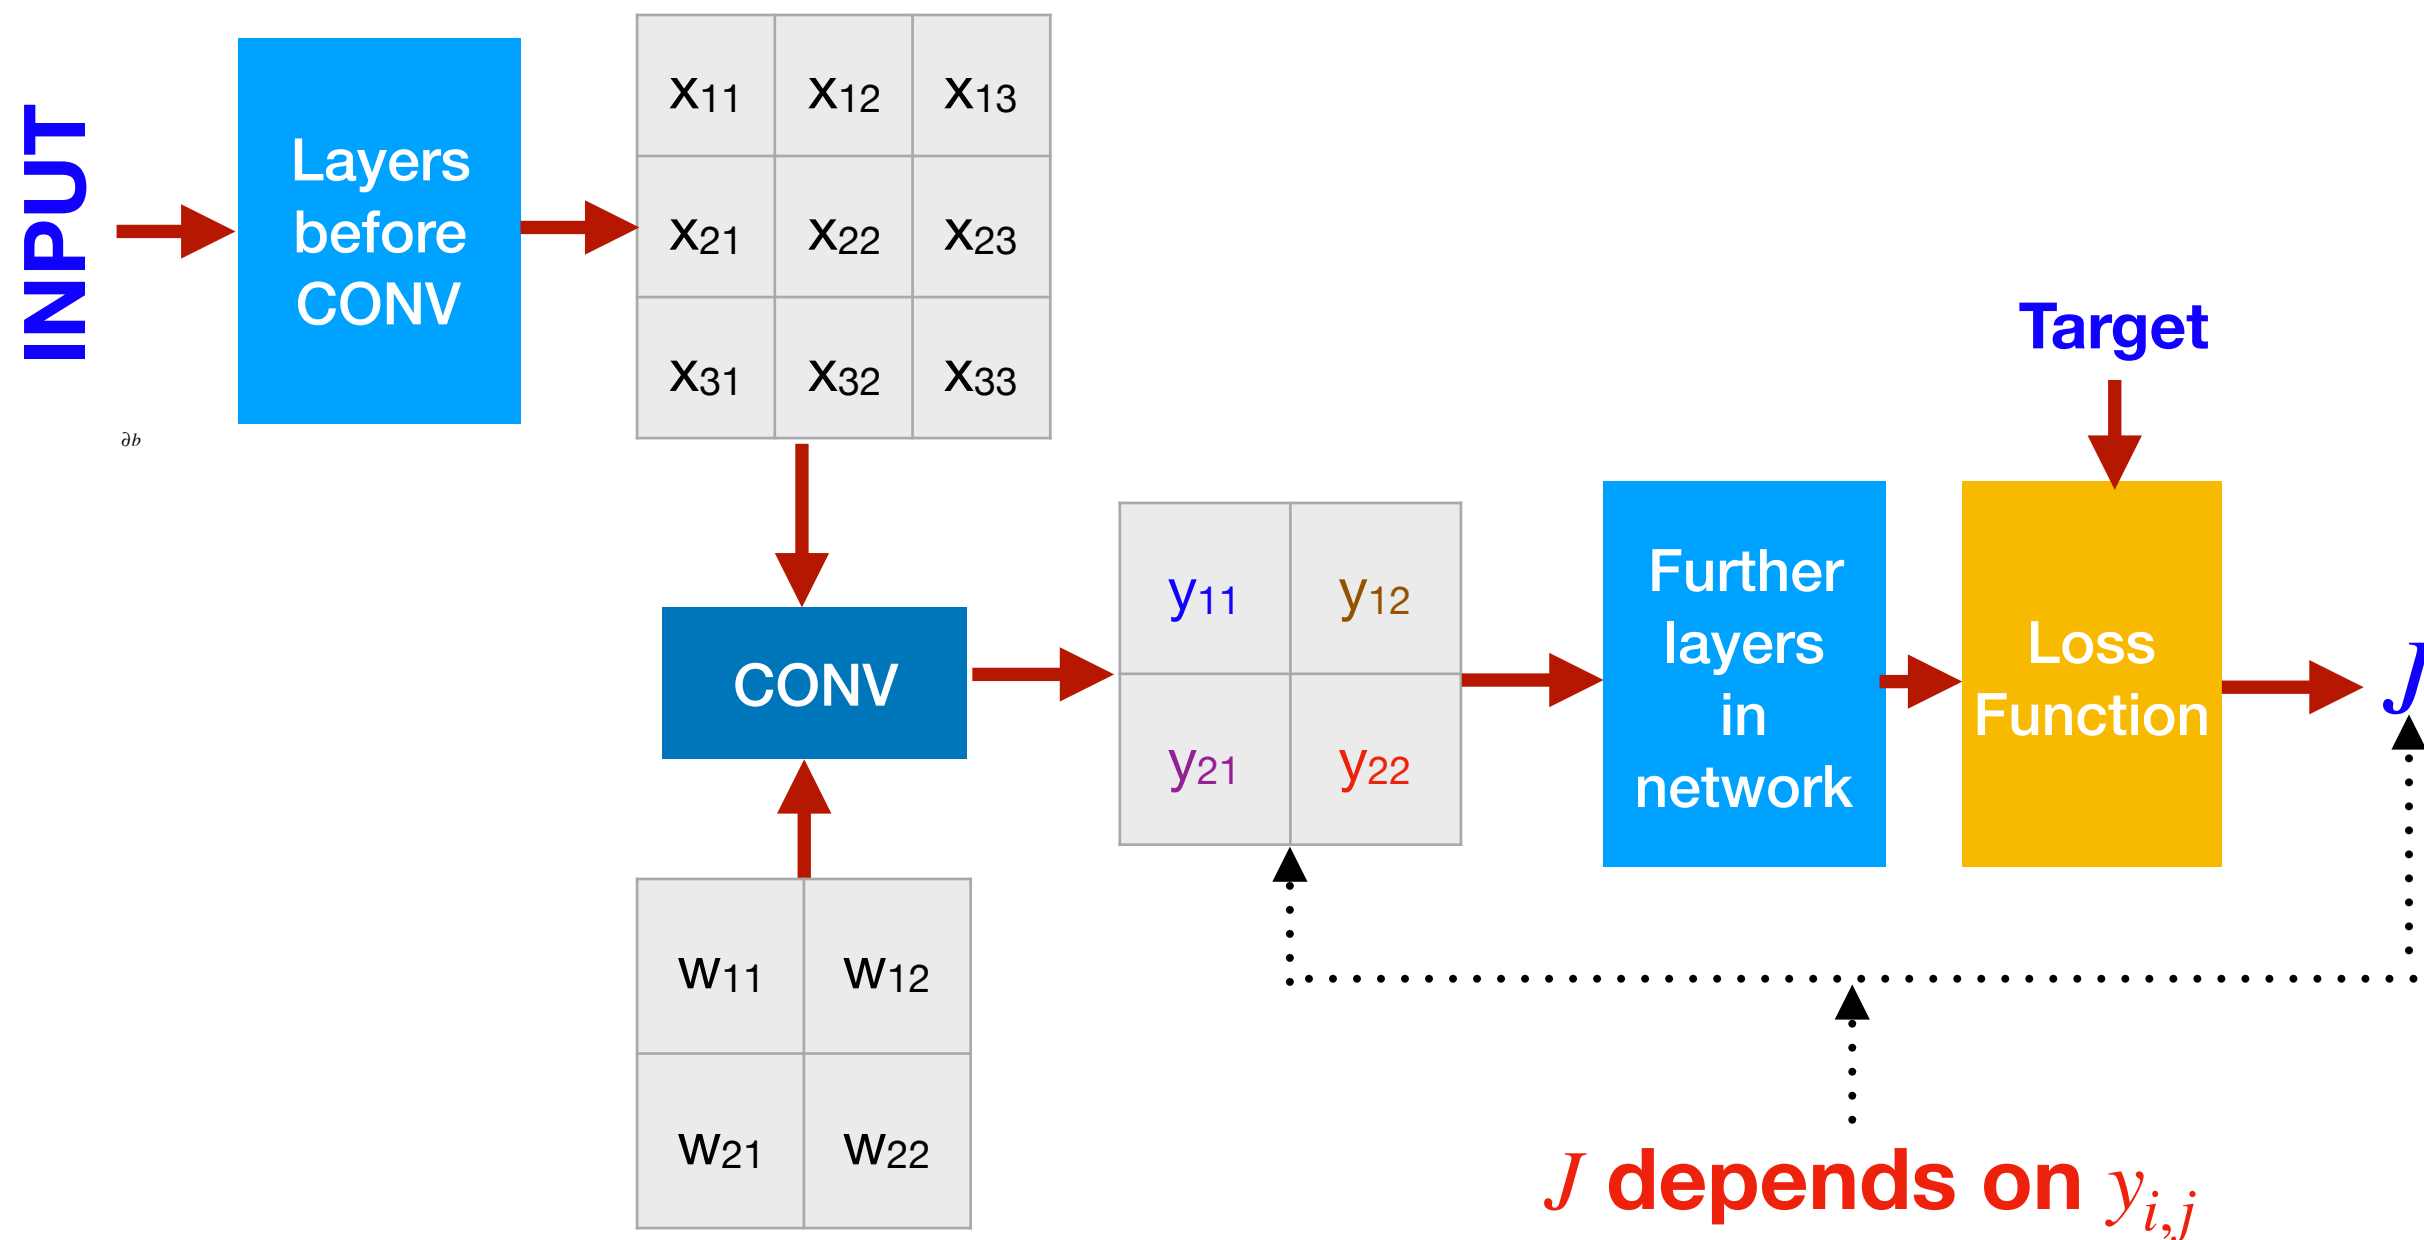 INPUT
Layers
before
CONV
x11 x12 x13
x21 x22 x23
x31 x32 x33
∂b
Target
CONV
y11 y12
y21 y22
Further
layers
in
network
Loss
Function
J
w11 w12
w21 w22
J depends on yi,j